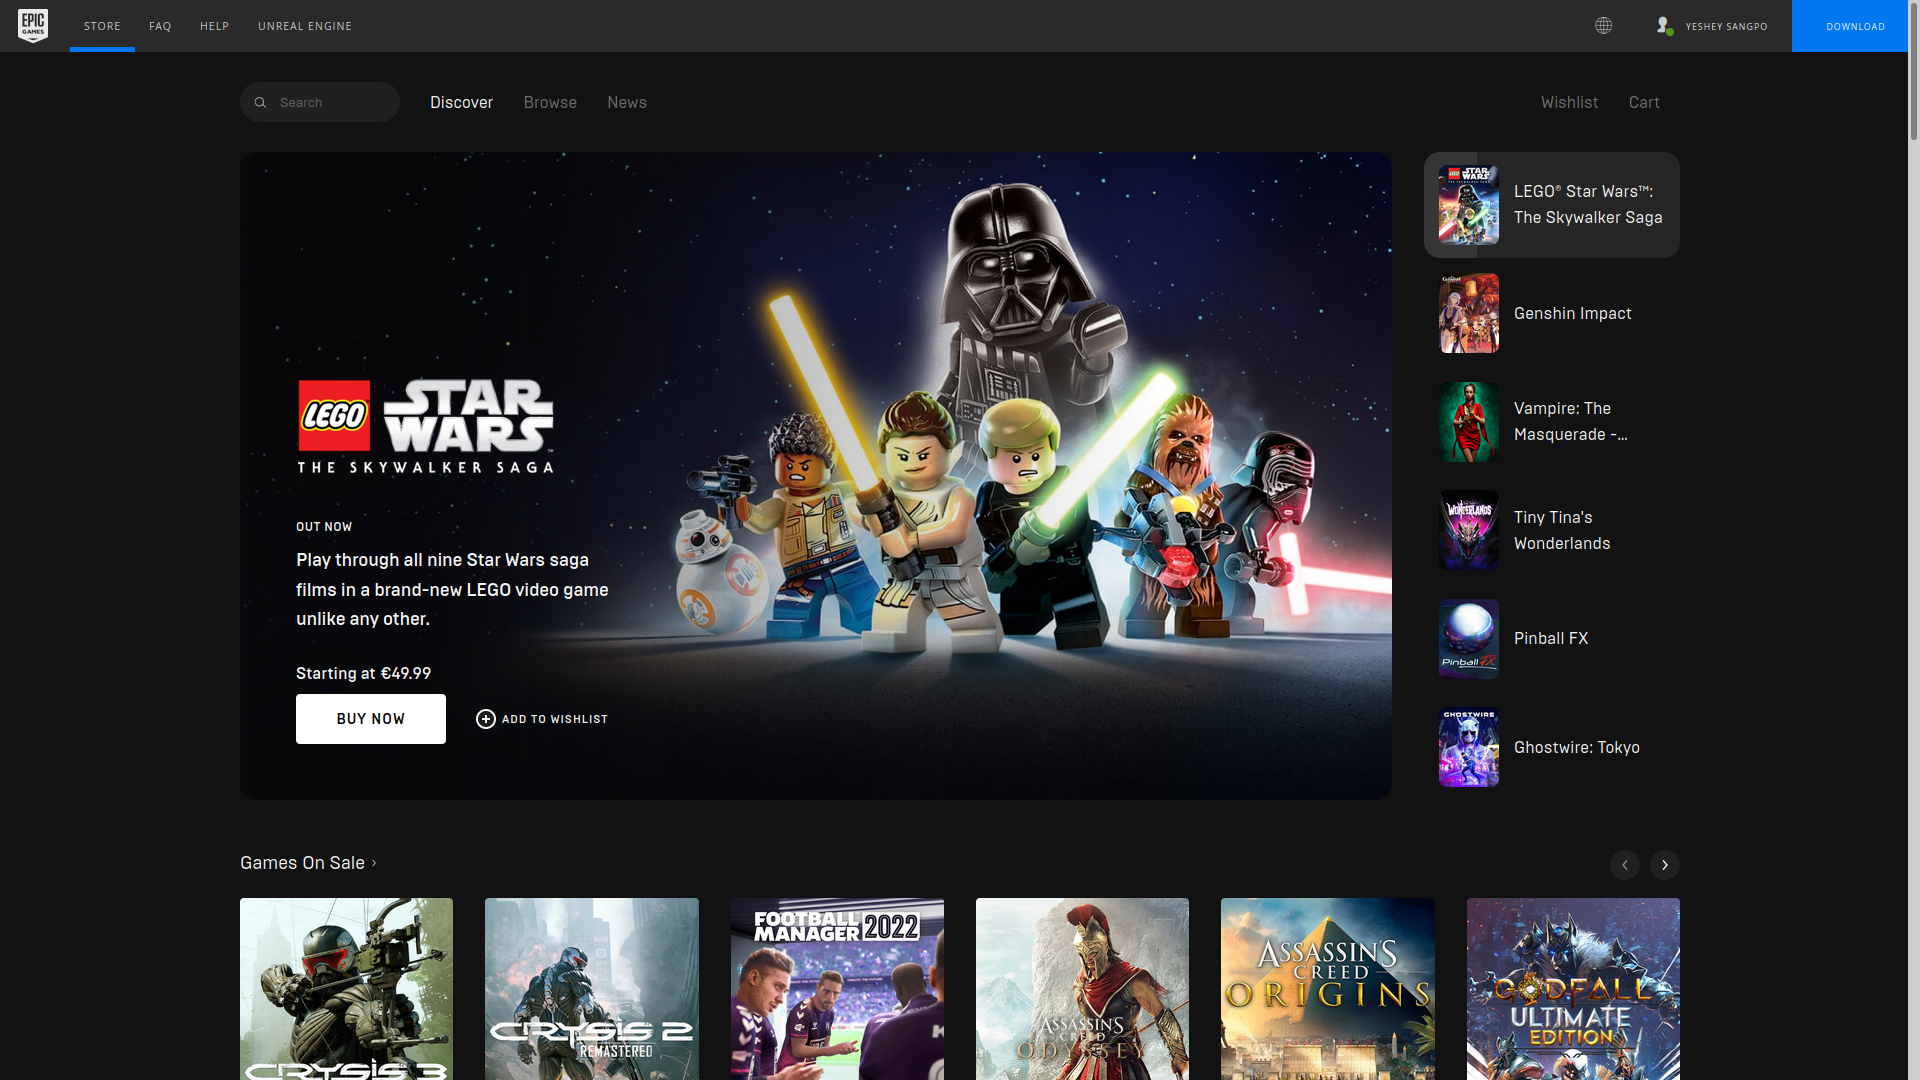 EPIC
GAMES
STORE
FAQ
HELP
UNREAL ENGINE
YESHEY SANGPO
DOWNLOAD
Search
Discover
Browse
News
Wishlist
Cart
LEGO
STAR
WARS
THE SKYWALKER SAGA
OUT NOW
Play through all nine Star Wars saga
films in a brand-new LEGO video game
unlike any other.
Starting at €49.99
BUY NOW
ADD TO WISHLIST
LEGO® Star Wars™:
The Skywalker Saga
Genshin Impact
Vampire: The
Masquerade -...
WONDERLANDS
Tiny Tina's
Wonderlands
Pinball FX
Pinball FX
GHOSTWIRE
Ghostwire: Tokyo
Games On Sale
CRYSIS 3
CRYSIS 2
REMASTERED
FOOTBALL
MANAGER 2022
ASSASSIN'S
CREED
ODYSSEY
ASSASSIN'S
CREED
ORIGINS
GODFALL
ULTIMATE
EDITION